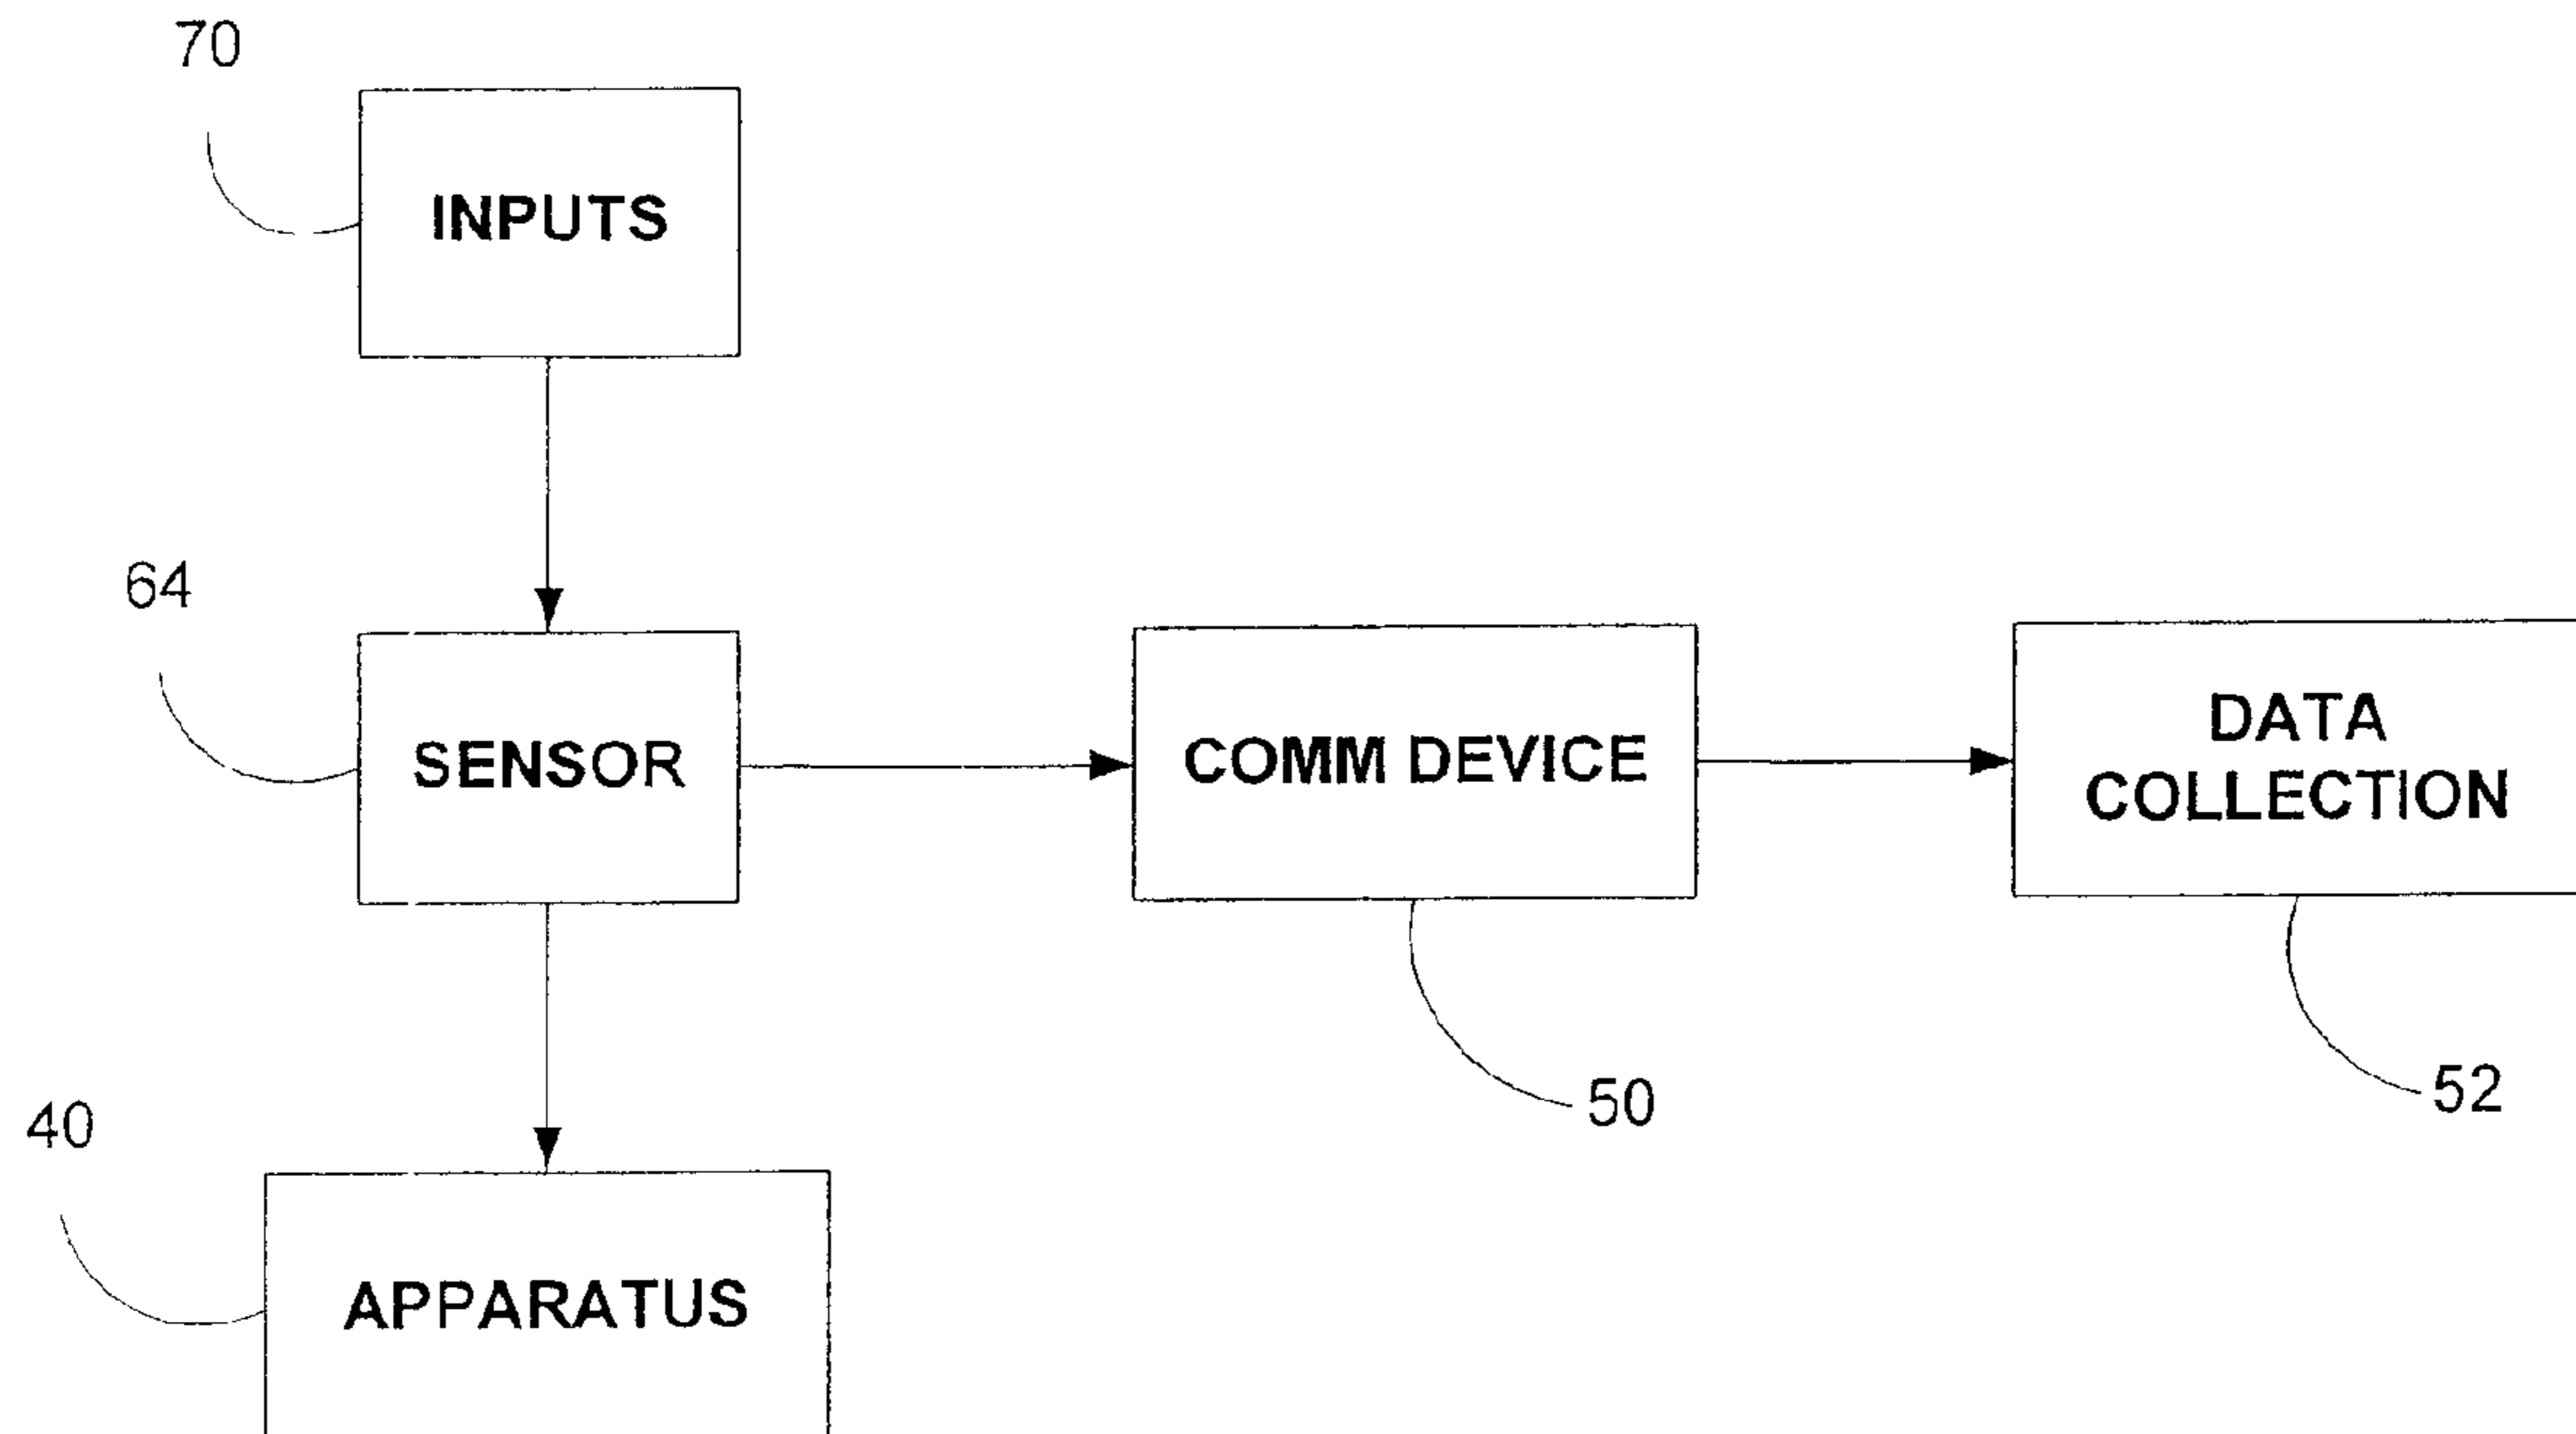 70
INPUTS
64
SENSOR
COMM DEVICE
DATA
COLLECTION
50
52
40
APPARATUS